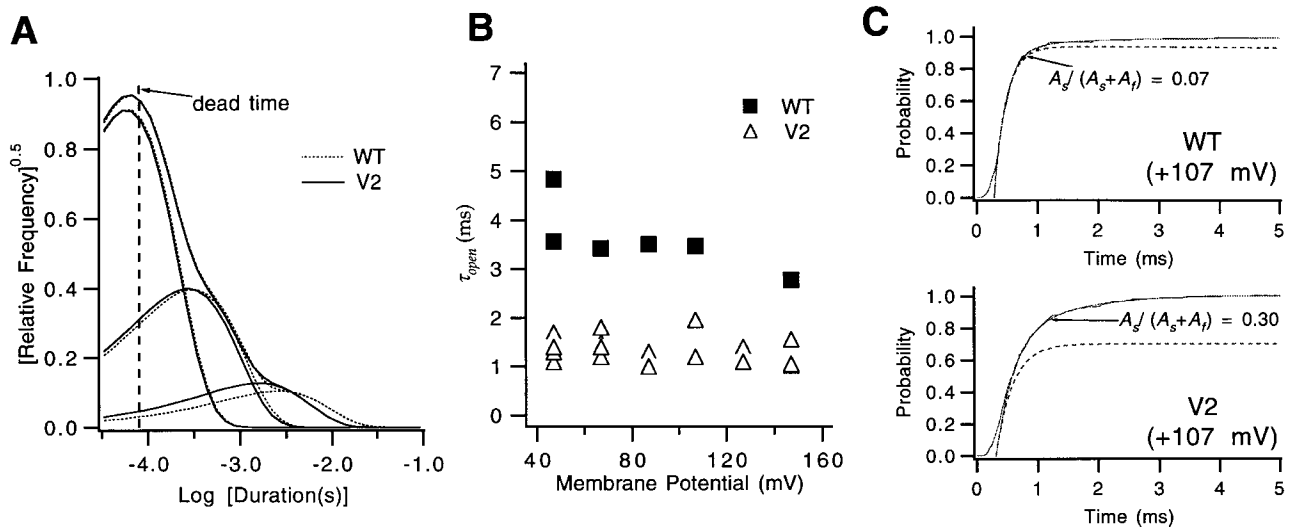 A
[Relative Frequency]^0.5
1.0
0.8
0.6
0.4
0.2
0.0
dead time
WT
V2
-4.0
-3.0
-2.0
-1.0
Log [Duration(s)]
B
τopen (ms)
7
6
5
4
3
2
1
0
WT
V2
40
80
120
160
Membrane Potential (mV)
C
Probability
1.0
0.8
0.6
0.4
0.2
0.0
As/ (As+Af) = 0.07
WT
(+107 mV)
0
1
2
3
4
5
Time (ms)
Probability
1.0
0.8
0.6
0.4
0.2
0.0
As/ (As+Af) = 0.30
V2
(+107 mV)
0
1
2
3
4
5
Time (ms)